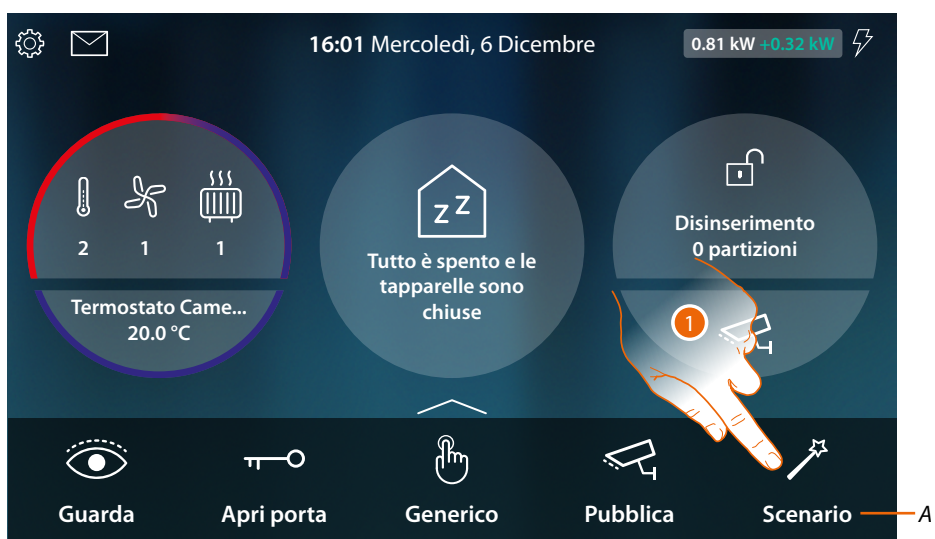 16:01 Mercoledì, 6 Dicembre
0.81 kW +0.32 kW
2 1 1
Termostato Came...
20.0 °C
z z
Tutto è spento e le
tapparelle sono
chiuse
Disinserimento
0 partizioni
1
Guarda Apri porta Generico Pubblica Scenario A